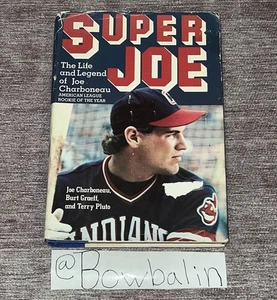 SUPER
JOE
The Life
and Legend
of Joe
Charboneau
AMERICAN LEAGUE
ROOKIE OF THE YEAR
Joe Charboneau,
Burt Graeff,
and Terry Pluto
INDIANS
@Bowbalin